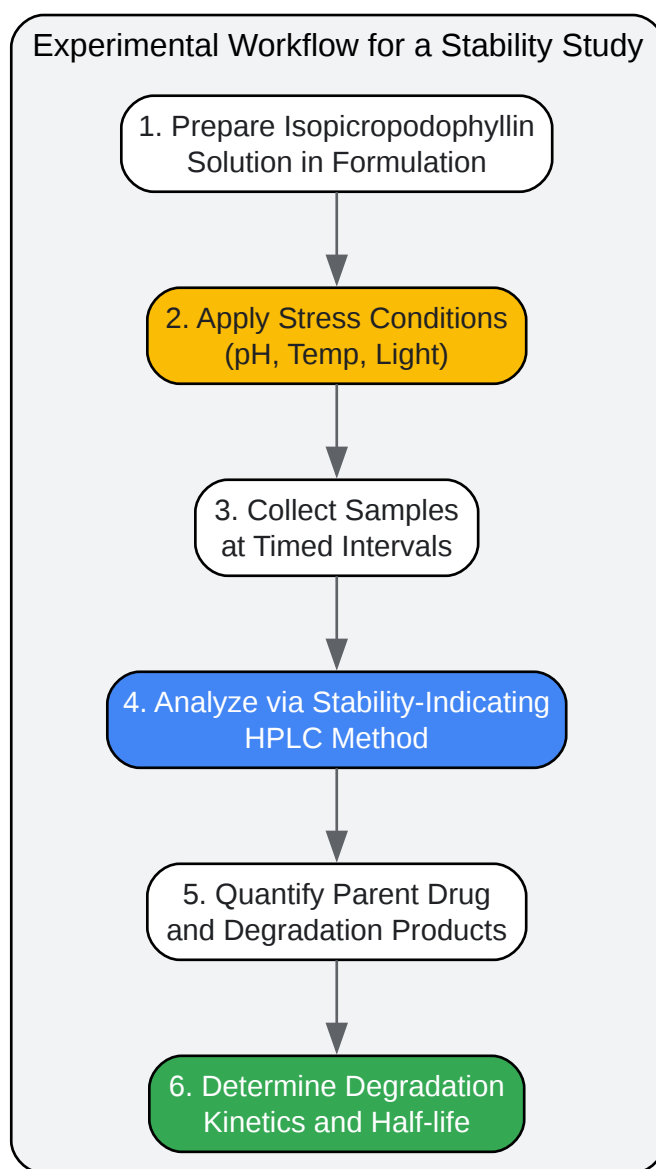 Experimental Workflow for a Stability Study
1. Prepare Isopicropodophyllin
Solution in Formulation
2. Apply Stress Conditions
(pH, Temp, Light)
3. Collect Samples
at Timed Intervals
4. Analyze via Stability-Indicating
HPLC Method
5. Quantify Parent Drug
and Degradation Products
6. Determine Degradation
Kinetics and Half-life